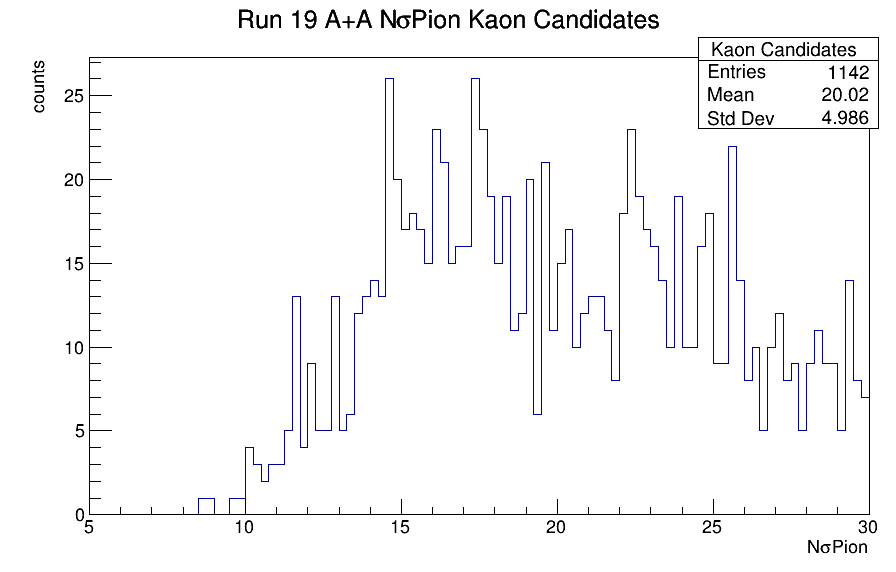 Run 19 A+A NσPion Kaon Candidates
counts
Kaon Candidates
Entries 1142
Mean 20.02
Std Dev 4.986
25
20
15
10
5
0
5 10 15 20 25 30
NσPion